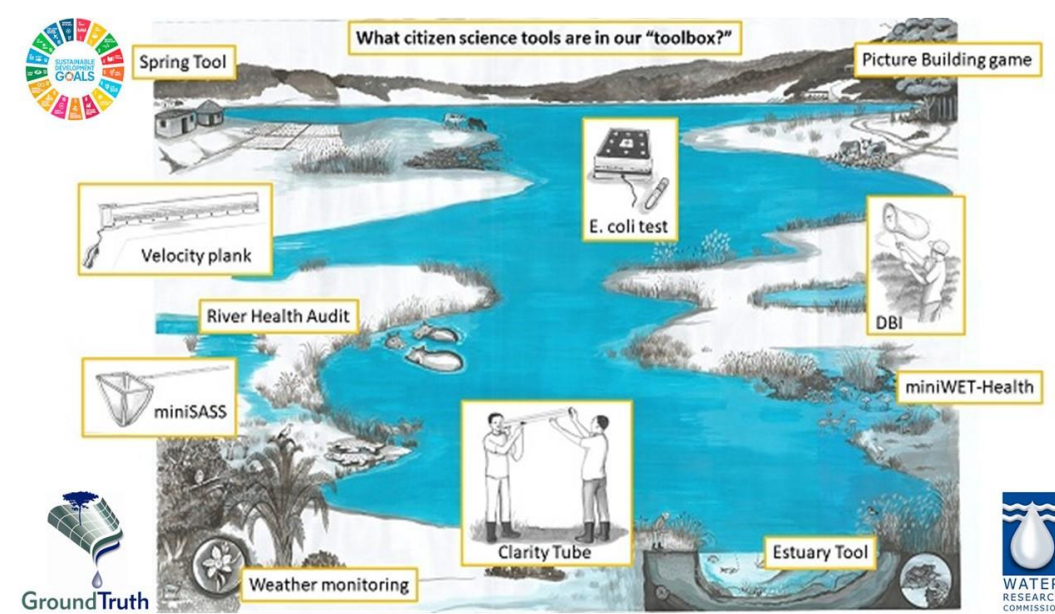 What citizen science tools are in our “toolbox?”
SUSTAINABLE
DEVELOPMENT
GOALS
Spring Tool
Picture Building game
E. coli test
Velocity plank
DBI
River Health Audit
miniSASS
miniWET-Health
Clarity Tube
Estuary Tool
Weather monitoring
GroundTruth
WATER
RESEARCH
COMMISSION